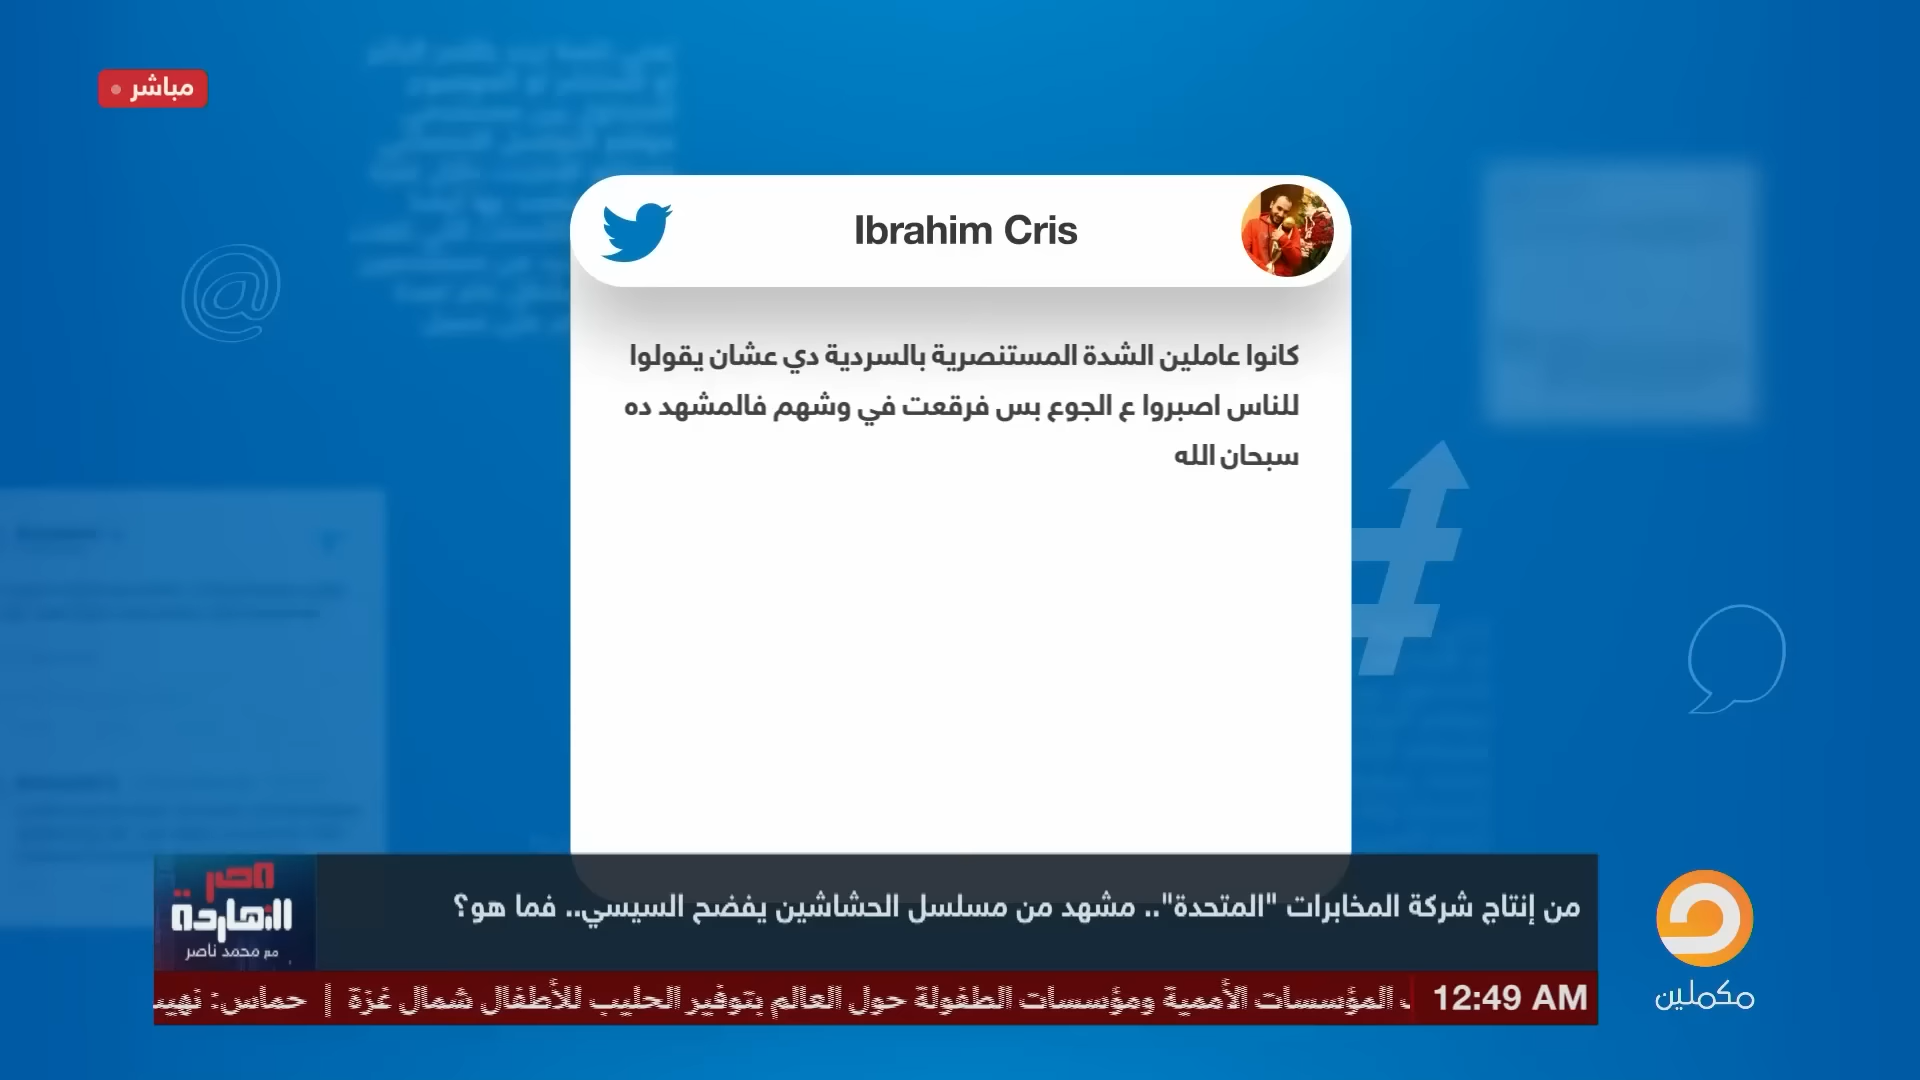 مباشر
Ibrahim Cris
كانوا عاملين الشدة المستنصرية بالسردية دي عشان يقولوا
للناس اصبروا ع الجوع بس فرقعت في وشهم فالمشهد ده
سبحان الله
من إنتاج شركة المخابرات "المتحدة".. مشهد من مسلسل الحشاشين يفضح السيسي.. فما هو؟
مصر
النهاردة
مع محمد ناصر
المؤسسات الأممية ومؤسسات الطفولة حول العالم بتوفير الحليب للأطفال شمال غزة | حماس: نهيب
12:49 AM
مكملين